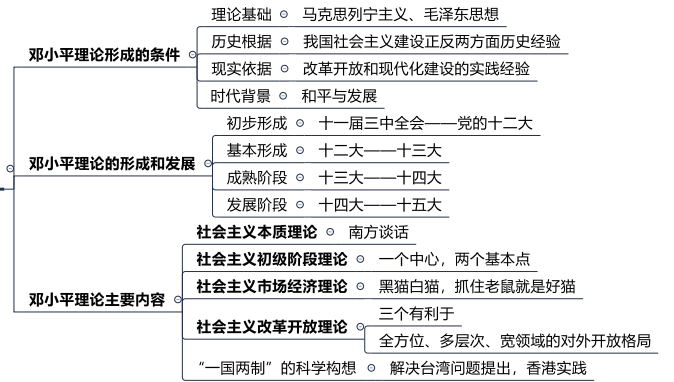 邓小平理论形成的条件
理论基础 马克思列宁主义、毛泽东思想
历史根据 我国社会主义建设正反两方面历史经验
现实依据 改革开放和现代化建设的实践经验
时代背景 和平与发展
邓小平理论的形成和发展
初步形成 十一届三中全会——党的十二大
基本形成 十二大——十三大
成熟阶段 十三大——十四大
发展阶段 十四大——十五大
邓小平理论主要内容
社会主义本质理论 南方谈话
社会主义初级阶段理论 一个中心，两个基本点
社会主义市场经济理论 黑猫白猫，抓住老鼠就是好猫
社会主义改革开放理论
三个有利于
全方位、多层次、宽领域的对外开放格局
“一国两制”的科学构想 解决台湾问题提出，香港实践